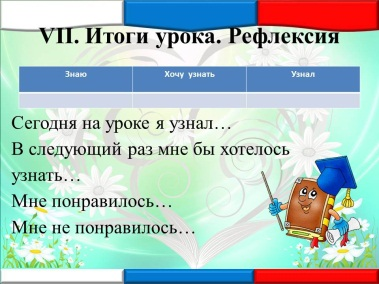 VII. Итоги урока. Рефлексия
Знаю Хочу узнать Узнал
Сегодня на уроке я узнал…
В следующий раз мне бы хотелось
узнать…
Мне понравилось…
Мне не понравилось…